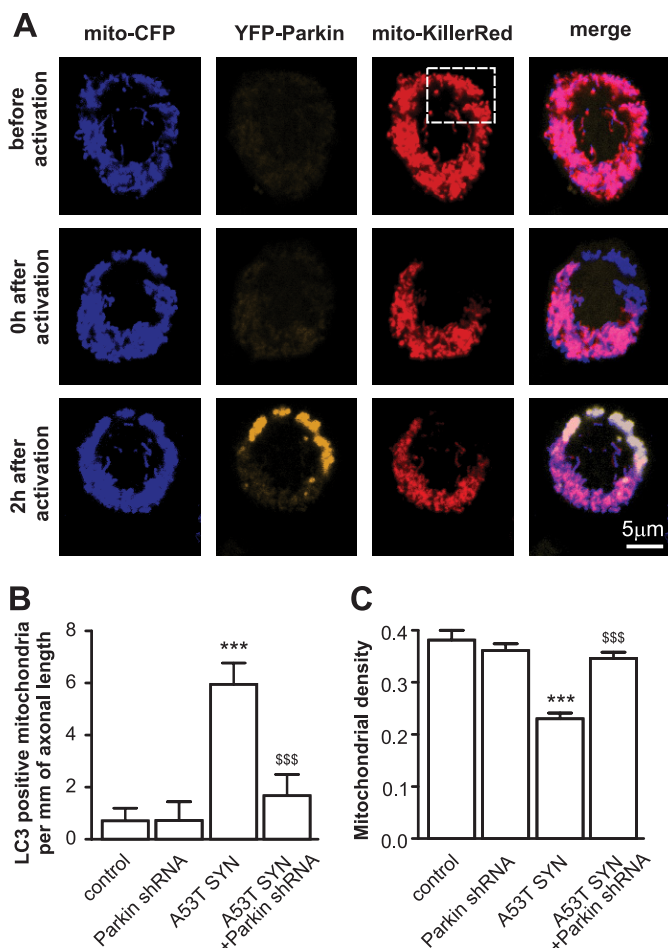 A
mito-CFP YFP-Parkin mito-KillerRed merge
before
activation
0h after
activation
2h after
activation
5μm
B
LC3 positive mitochondria
per mm of axonal length
8
6
4
2
0
***
$$$
control
Parkin shRNA
A53T SYN
A53T SYN
+Parkin shRNA
C
Mitochondrial density
0.4
0.3
0.2
0.1
0.0
***
$$$
control
Parkin shRNA
A53T SYN
A53T SYN
+Parkin shRNA